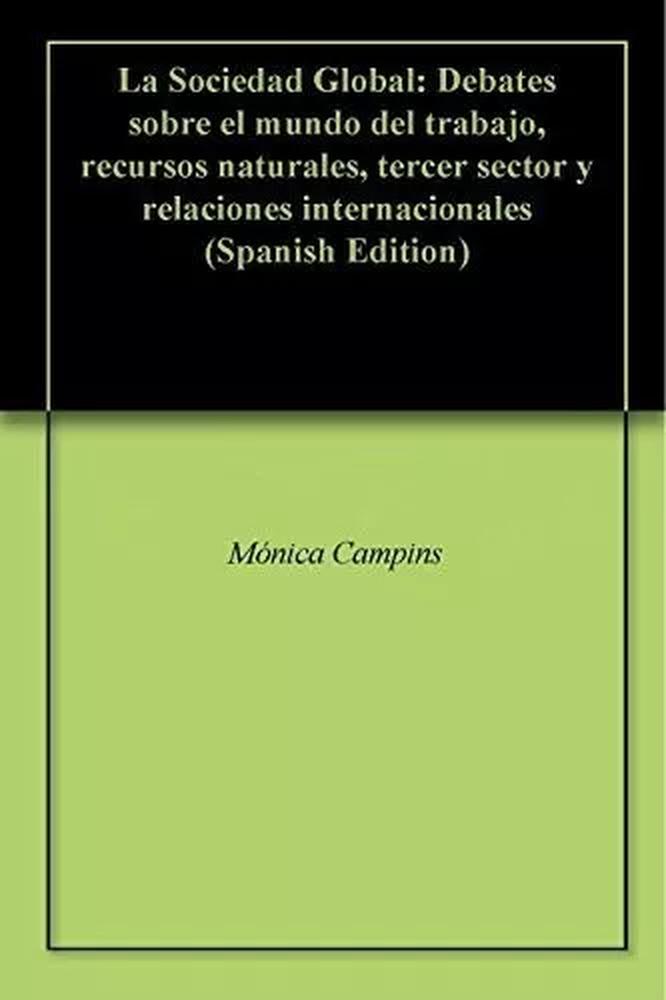 La Sociedad Global: Debates
sobre el mundo del trabajo,
recursos naturales, tercer sector y
relaciones internacionales
(Spanish Edition)
Mónica Campins